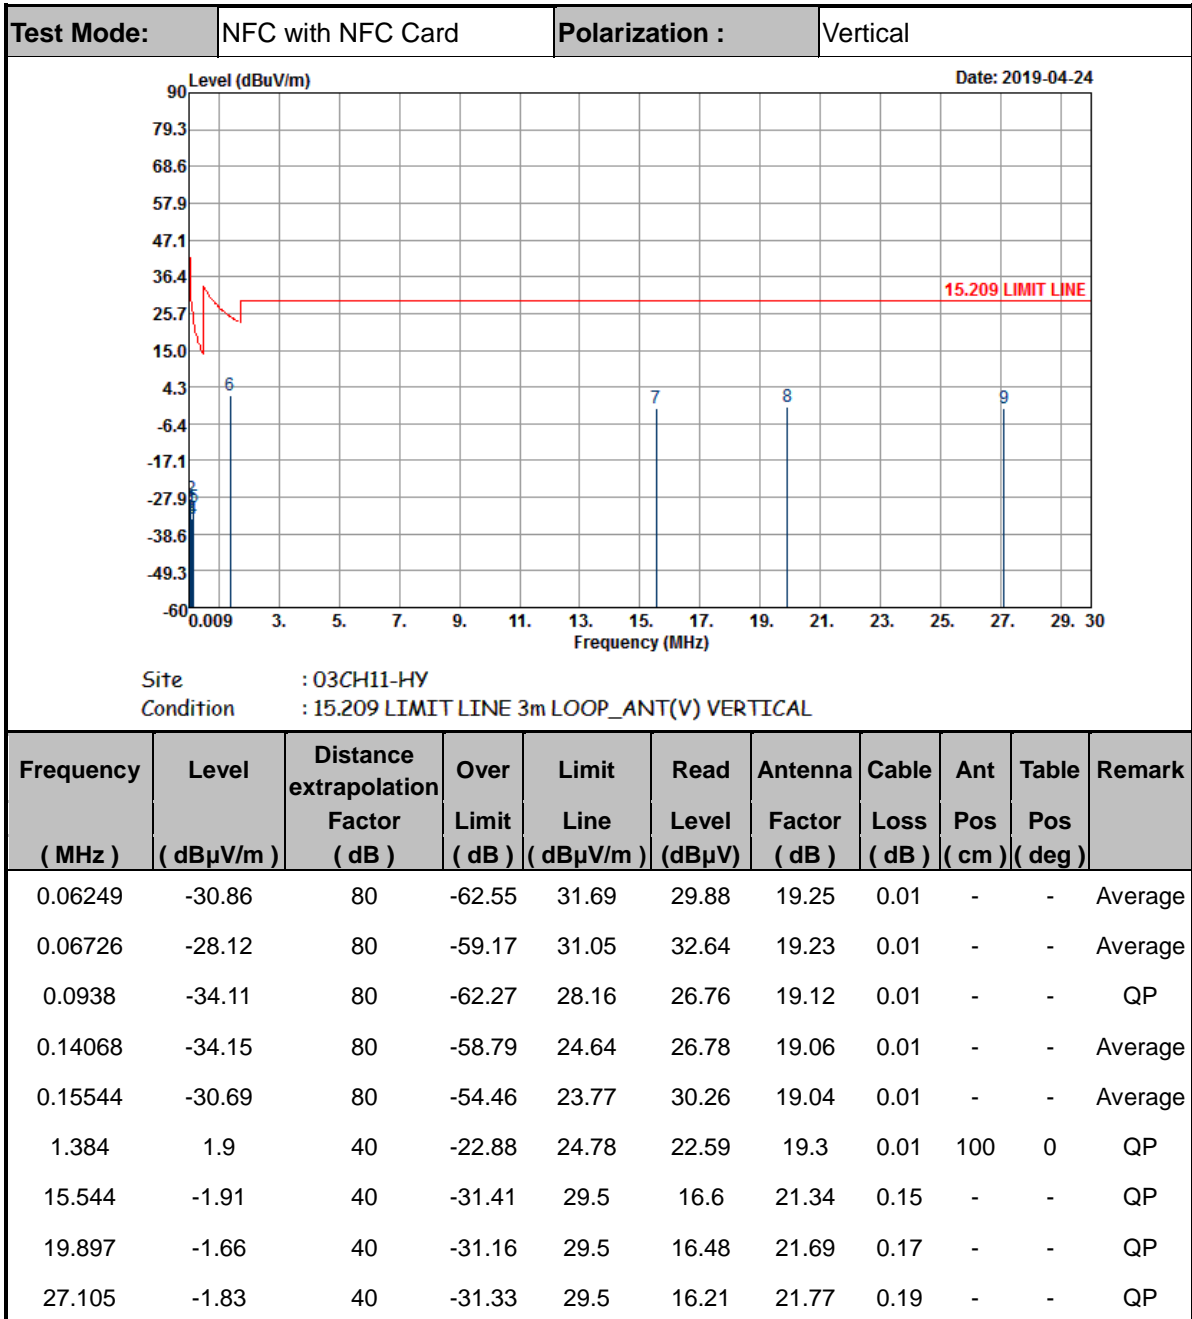 Test Mode: NFC with NFC Card Polarization : Vertical
Level (dBuV/m) Date: 2019-04-24
90
79.3
68.6
57.9
47.1
36.4
15.209 LIMIT LINE
25.7
15.0
4.3
6 7 8 9
-6.4
-17.1
2
-27.9
5
-38.6
-49.3
-60
0.009 3. 5. 7. 9. 11. 13. 15. 17. 19. 21. 23. 25. 27. 29. 30
Frequency (MHz)
Site : 03CH11-HY
Condition : 15.209 LIMIT LINE 3m LOOP_ANT(V) VERTICAL
Frequency Level Distance extrapolation Over Limit Read Antenna Cable Ant Table Remark
Factor Limit Line Level Factor Loss Pos Pos
( MHz ) ( dBµV/m ) ( dB ) ( dB ) ( dBµV/m ) (dBµV) ( dB ) ( dB ) ( cm ) ( deg )
0.06249 -30.86 80 -62.55 31.69 29.88 19.25 0.01 - - Average
0.06726 -28.12 80 -59.17 31.05 32.64 19.23 0.01 - - Average
0.0938 -34.11 80 -62.27 28.16 26.76 19.12 0.01 - - QP
0.14068 -34.15 80 -58.79 24.64 26.78 19.06 0.01 - - Average
0.15544 -30.69 80 -54.46 23.77 30.26 19.04 0.01 - - Average
1.384 1.9 40 -22.88 24.78 22.59 19.3 0.01 100 0 QP
15.544 -1.91 40 -31.41 29.5 16.6 21.34 0.15 - - QP
19.897 -1.66 40 -31.16 29.5 16.48 21.69 0.17 - - QP
27.105 -1.83 40 -31.33 29.5 16.21 21.77 0.19 - - QP